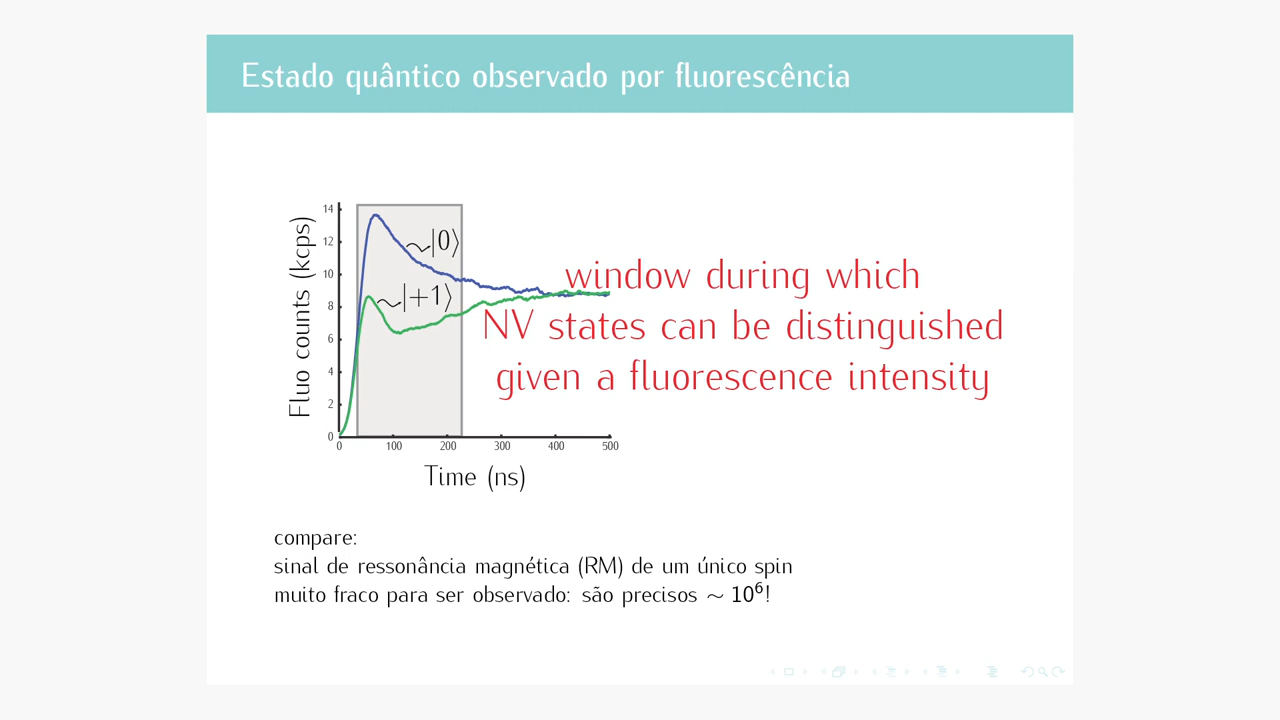 Estado quântico observado por fluorescência
Fluo counts (kcps)
14
12
10
8
6
4
2
0
~|0⟩
~|+1⟩
0 100 200 300 400 500
Time (ns)
window during which
NV states can be distinguished
given a fluorescence intensity
compare:
sinal de ressonância magnética (RM) de um único spin
muito fraco para ser observado: são precisos ~ 10⁶!